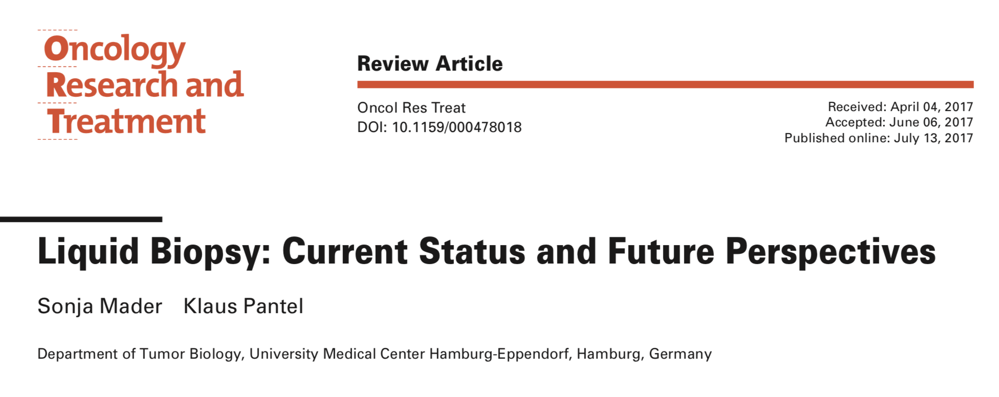 Oncology
Research and
Treatment
Review Article
Oncol Res Treat
DOI: 10.1159/000478018
Received: April 04, 2017
Accepted: June 06, 2017
Published online: July 13, 2017
Liquid Biopsy: Current Status and Future Perspectives
Sonja Mader Klaus Pantel
Department of Tumor Biology, University Medical Center Hamburg-Eppendorf, Hamburg, Germany